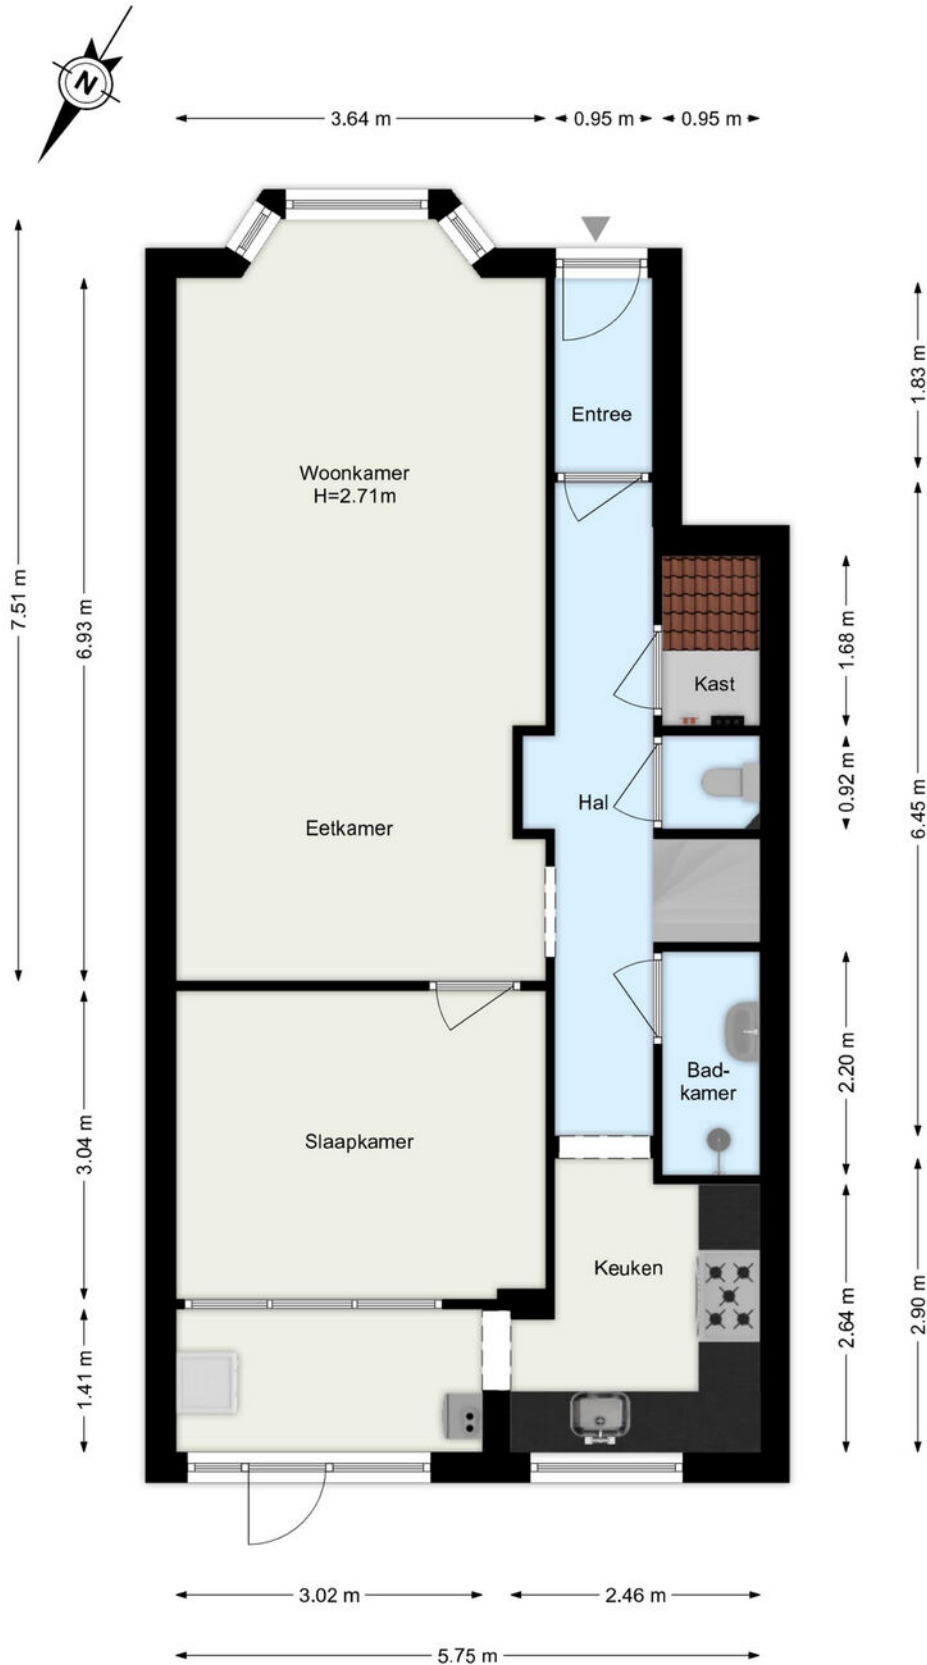 N
3.64 m
0.95 m
0.95 m
7.51 m
6.93 m
3.04 m
1.41 m
1.83 m
6.45 m
2.90 m
1.68 m
0.92 m
2.20 m
2.64 m
Entree
Woonkamer
H=2.71m
Kast
Hal
Eetkamer
Bad-
kamer
Slaapkamer
Keuken
3.02 m
2.46 m
5.75 m